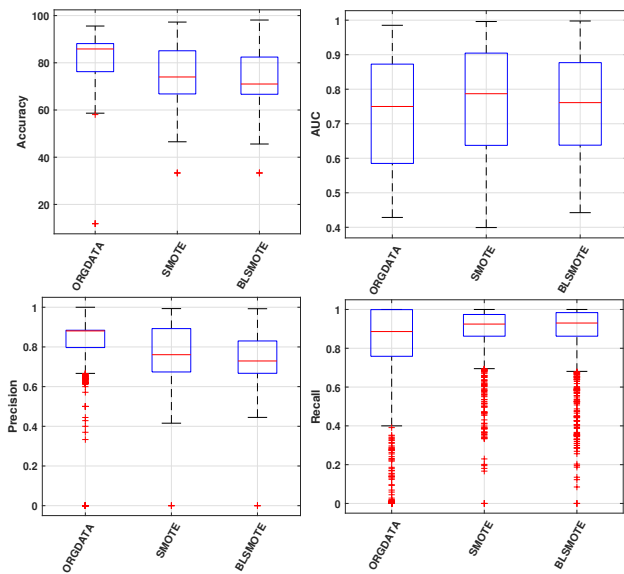 100
80
60
40
20
Accuracy
ORGDATA
SMOTE
BLSMOTE
1
0.9
0.8
0.7
0.6
0.5
0.4
AUC
ORGDATA
SMOTE
BLSMOTE
1
0.8
0.6
0.4
0.2
0
Precision
ORGDATA
SMOTE
BLSMOTE
1
0.8
0.6
0.4
0.2
0
Recall
ORGDATA
SMOTE
BLSMOTE